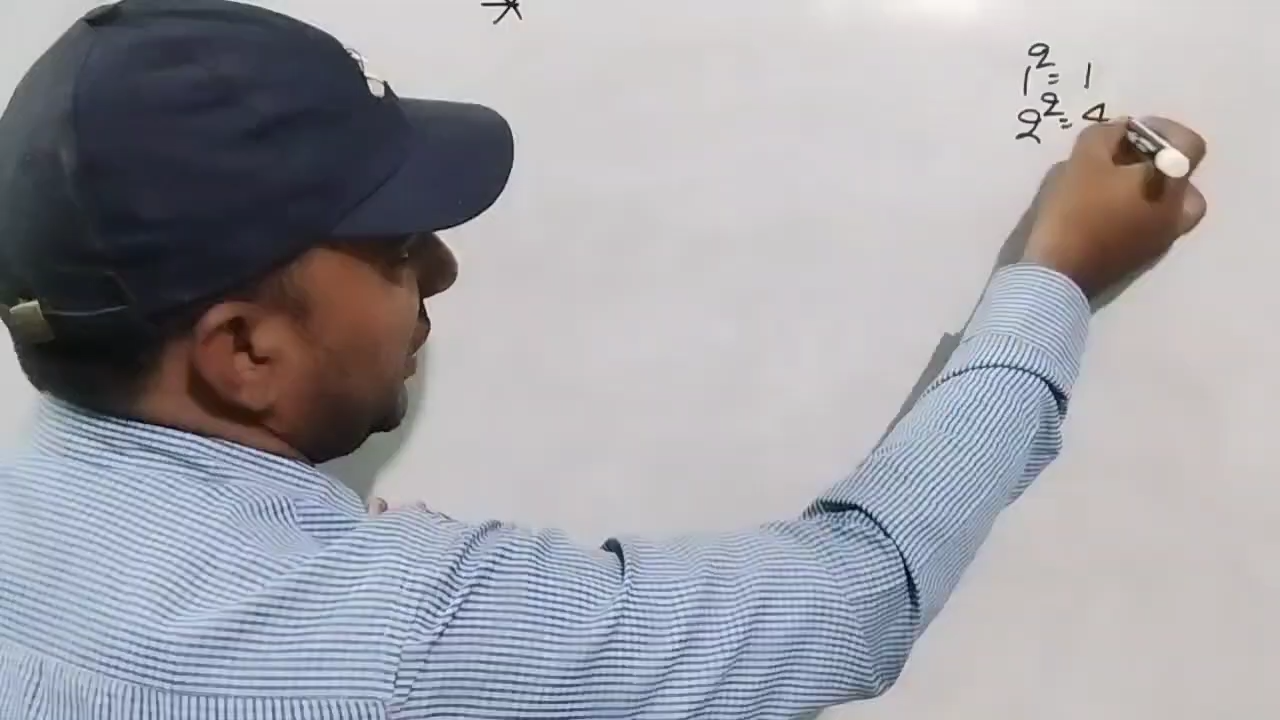 *
1² = 1
2² = 4